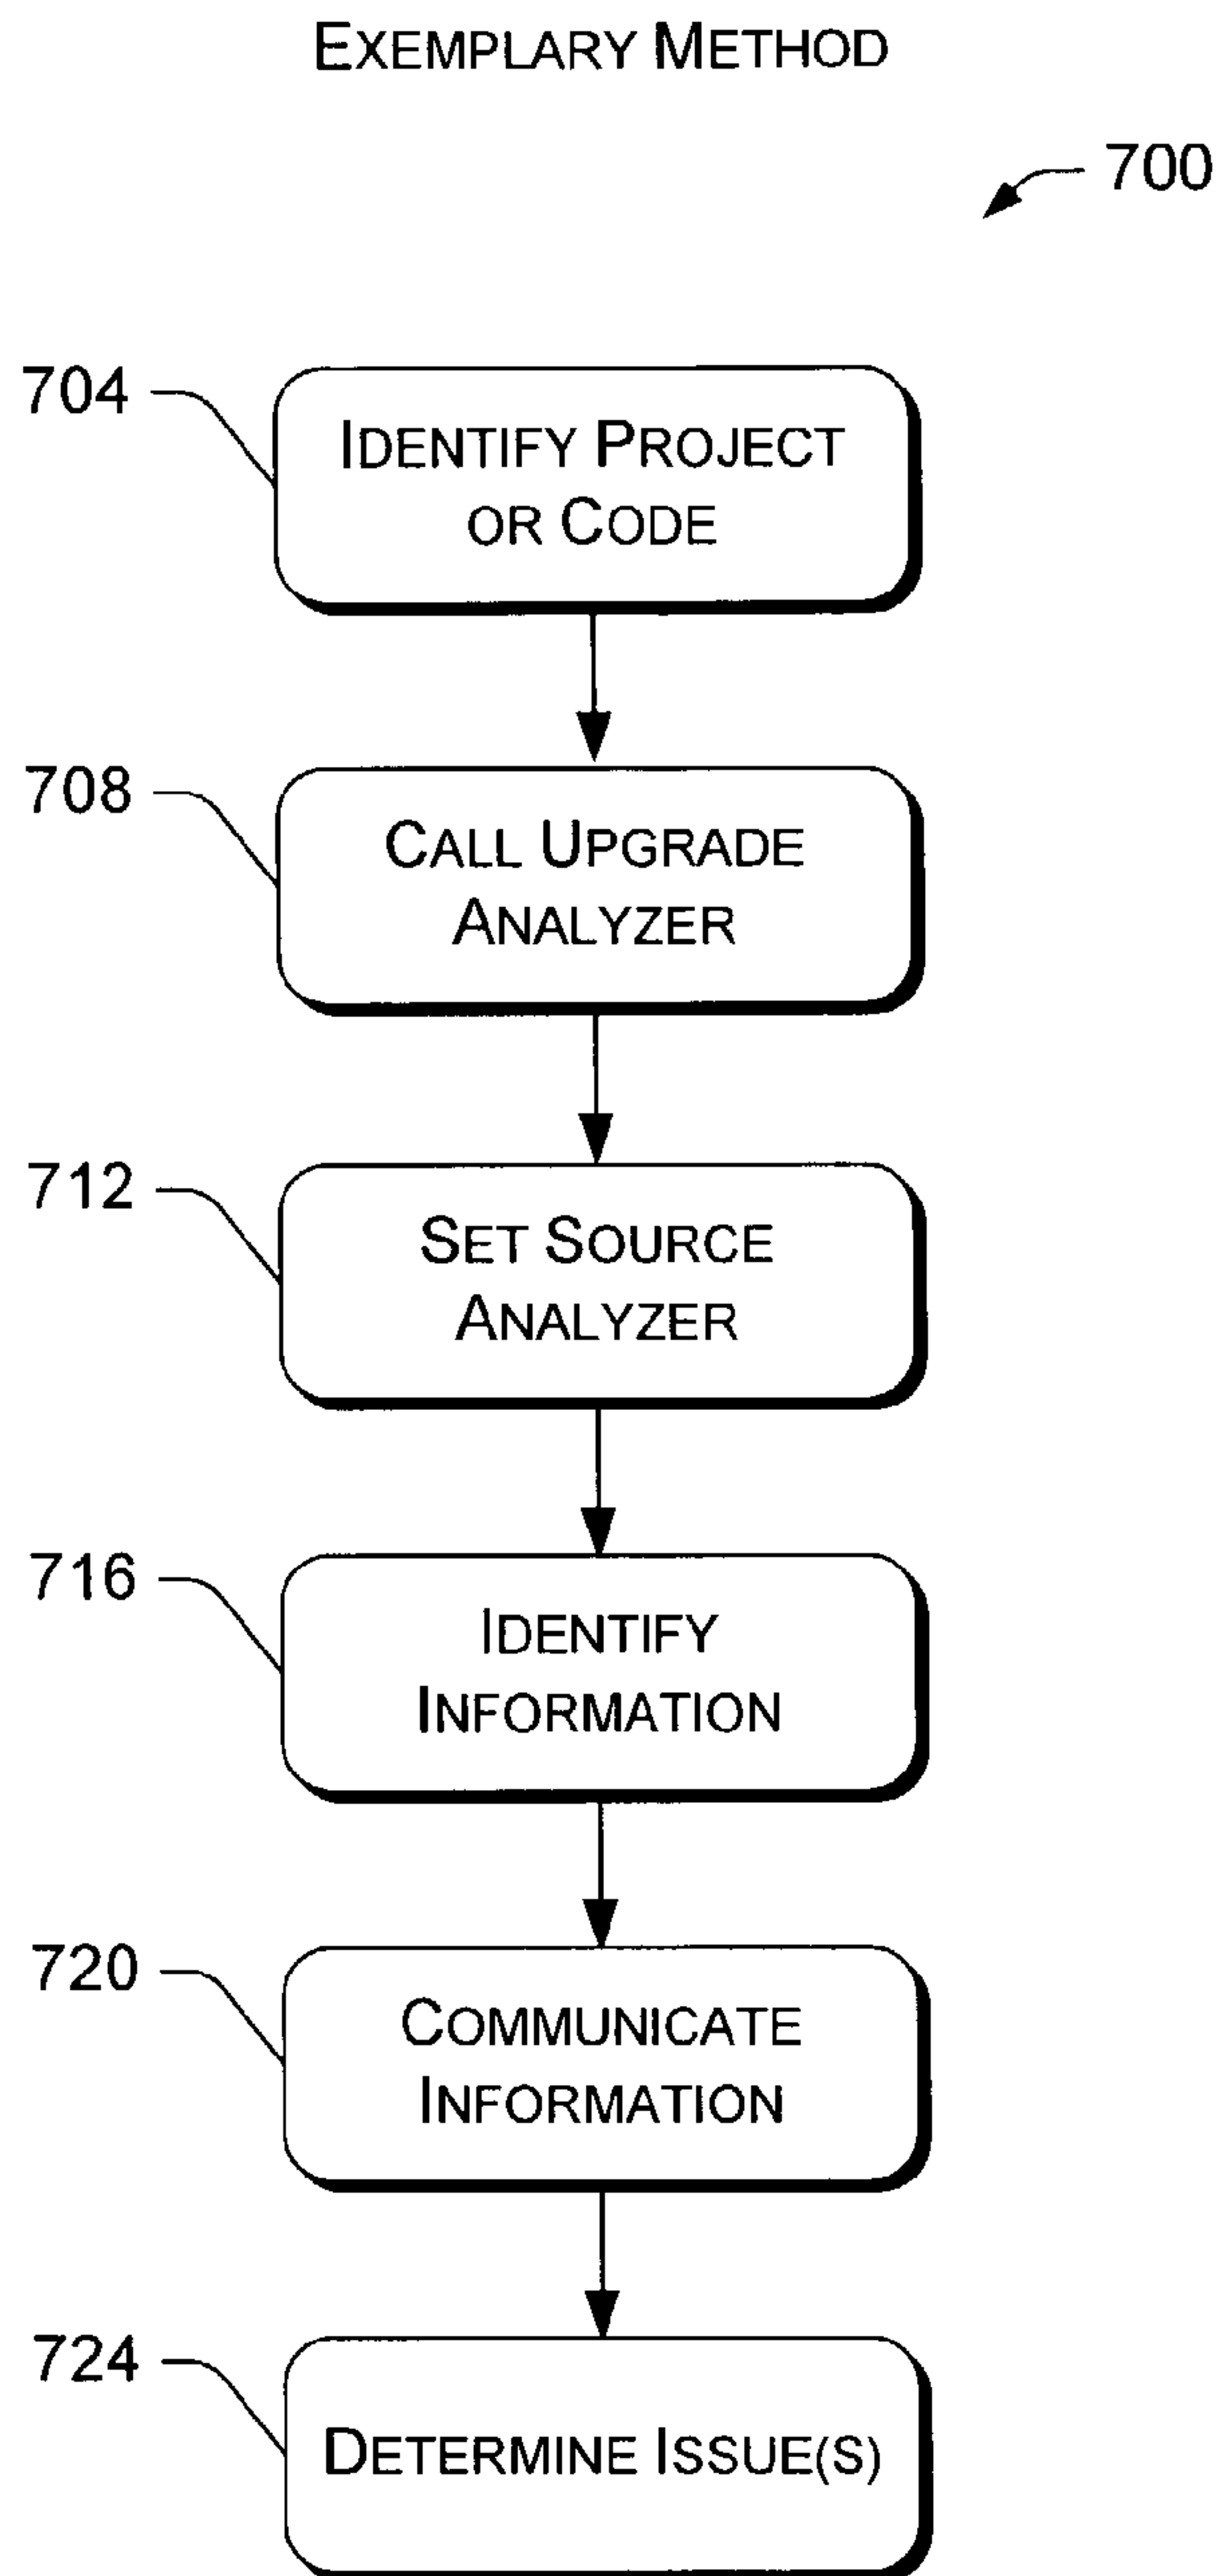 EXEMPLARY METHOD
700
704
IDENTIFY PROJECT
OR CODE
708
CALL UPGRADE
ANALYZER
712
SET SOURCE
ANALYZER
716
IDENTIFY
INFORMATION
720
COMMUNICATE
INFORMATION
724
DETERMINE ISSUE(S)